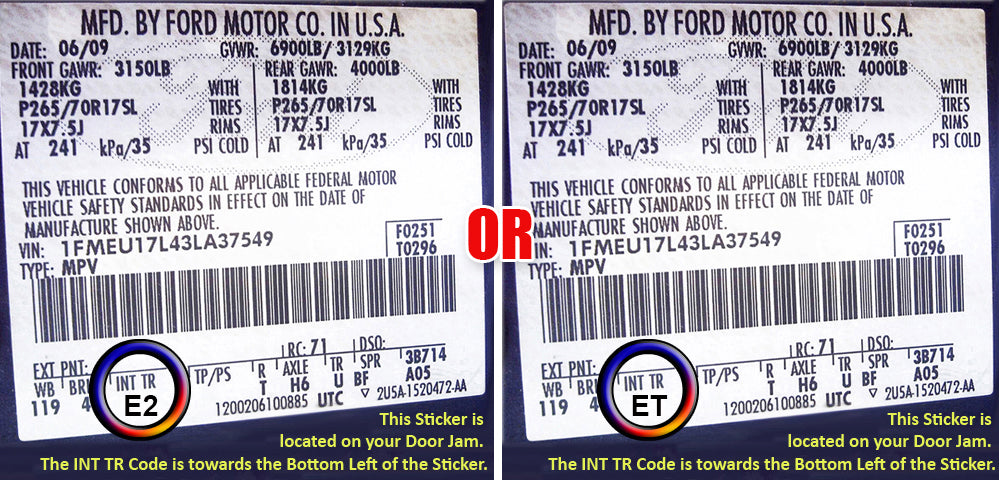 MFD. BY FORD MOTOR CO. IN U.S.A.
DATE: 06/09 GVWR: 6900LB/ 3129KG
FRONT GAWR: 3150LB REAR GAWR: 4000LB
1428KG WITH 1814KG WITH
P265/70R17SL TIRES P265/70R17SL TIRES
17X7.5J RIMS 17X7.5J RIMS
AT 241 kPa/35 PSI COLD AT 241 kPa/35 PSI COLD
THIS VEHICLE CONFORMS TO ALL APPLICABLE FEDERAL MOTOR
VEHICLE SAFETY STANDARDS IN EFFECT ON THE DATE OF
MANUFACTURE SHOWN ABOVE.
VIN: 1FMEU17L43LA37549 F0251
TYPE: MPV T0296
EXT PNT: RC: 71 DSO:
WB INT TR TP/PS R AXLE TR SPR 3B714
119 4 E2 T H6 U BF A05
1200206100885 UTC ▽ 2U5A-1520472-AA
This Sticker is
located on your Door Jam.
The INT TR Code is towards the Bottom Left of the Sticker.
OR
MFD. BY FORD MOTOR CO. IN U.S.A.
DATE: 06/09 GVWR: 6900LB/ 3129KG
FRONT GAWR: 3150LB REAR GAWR: 4000LB
1428KG WITH 1814KG WITH
P265/70R17SL TIRES P265/70R17SL TIRES
17X7.5J RIMS 17X7.5J RIMS
AT 241 kPa/35 PSI COLD AT 241 kPa/35 PSI COLD
THIS VEHICLE CONFORMS TO ALL APPLICABLE FEDERAL MOTOR
VEHICLE SAFETY STANDARDS IN EFFECT ON THE DATE OF
MANUFACTURE SHOWN ABOVE.
VIN: 1FMEU17L43LA37549 F0251
TYPE: MPV T0296
EXT PNT: RC: 71 DSO:
WB INT TR TP/PS R AXLE TR SPR 3B714
119 4 ET T H6 U BF A05
1200206100885 UTC ▽ 2U5A-1520472-AA
This Sticker is
located on your Door Jam.
The INT TR Code is towards the Bottom Left of the Sticker.